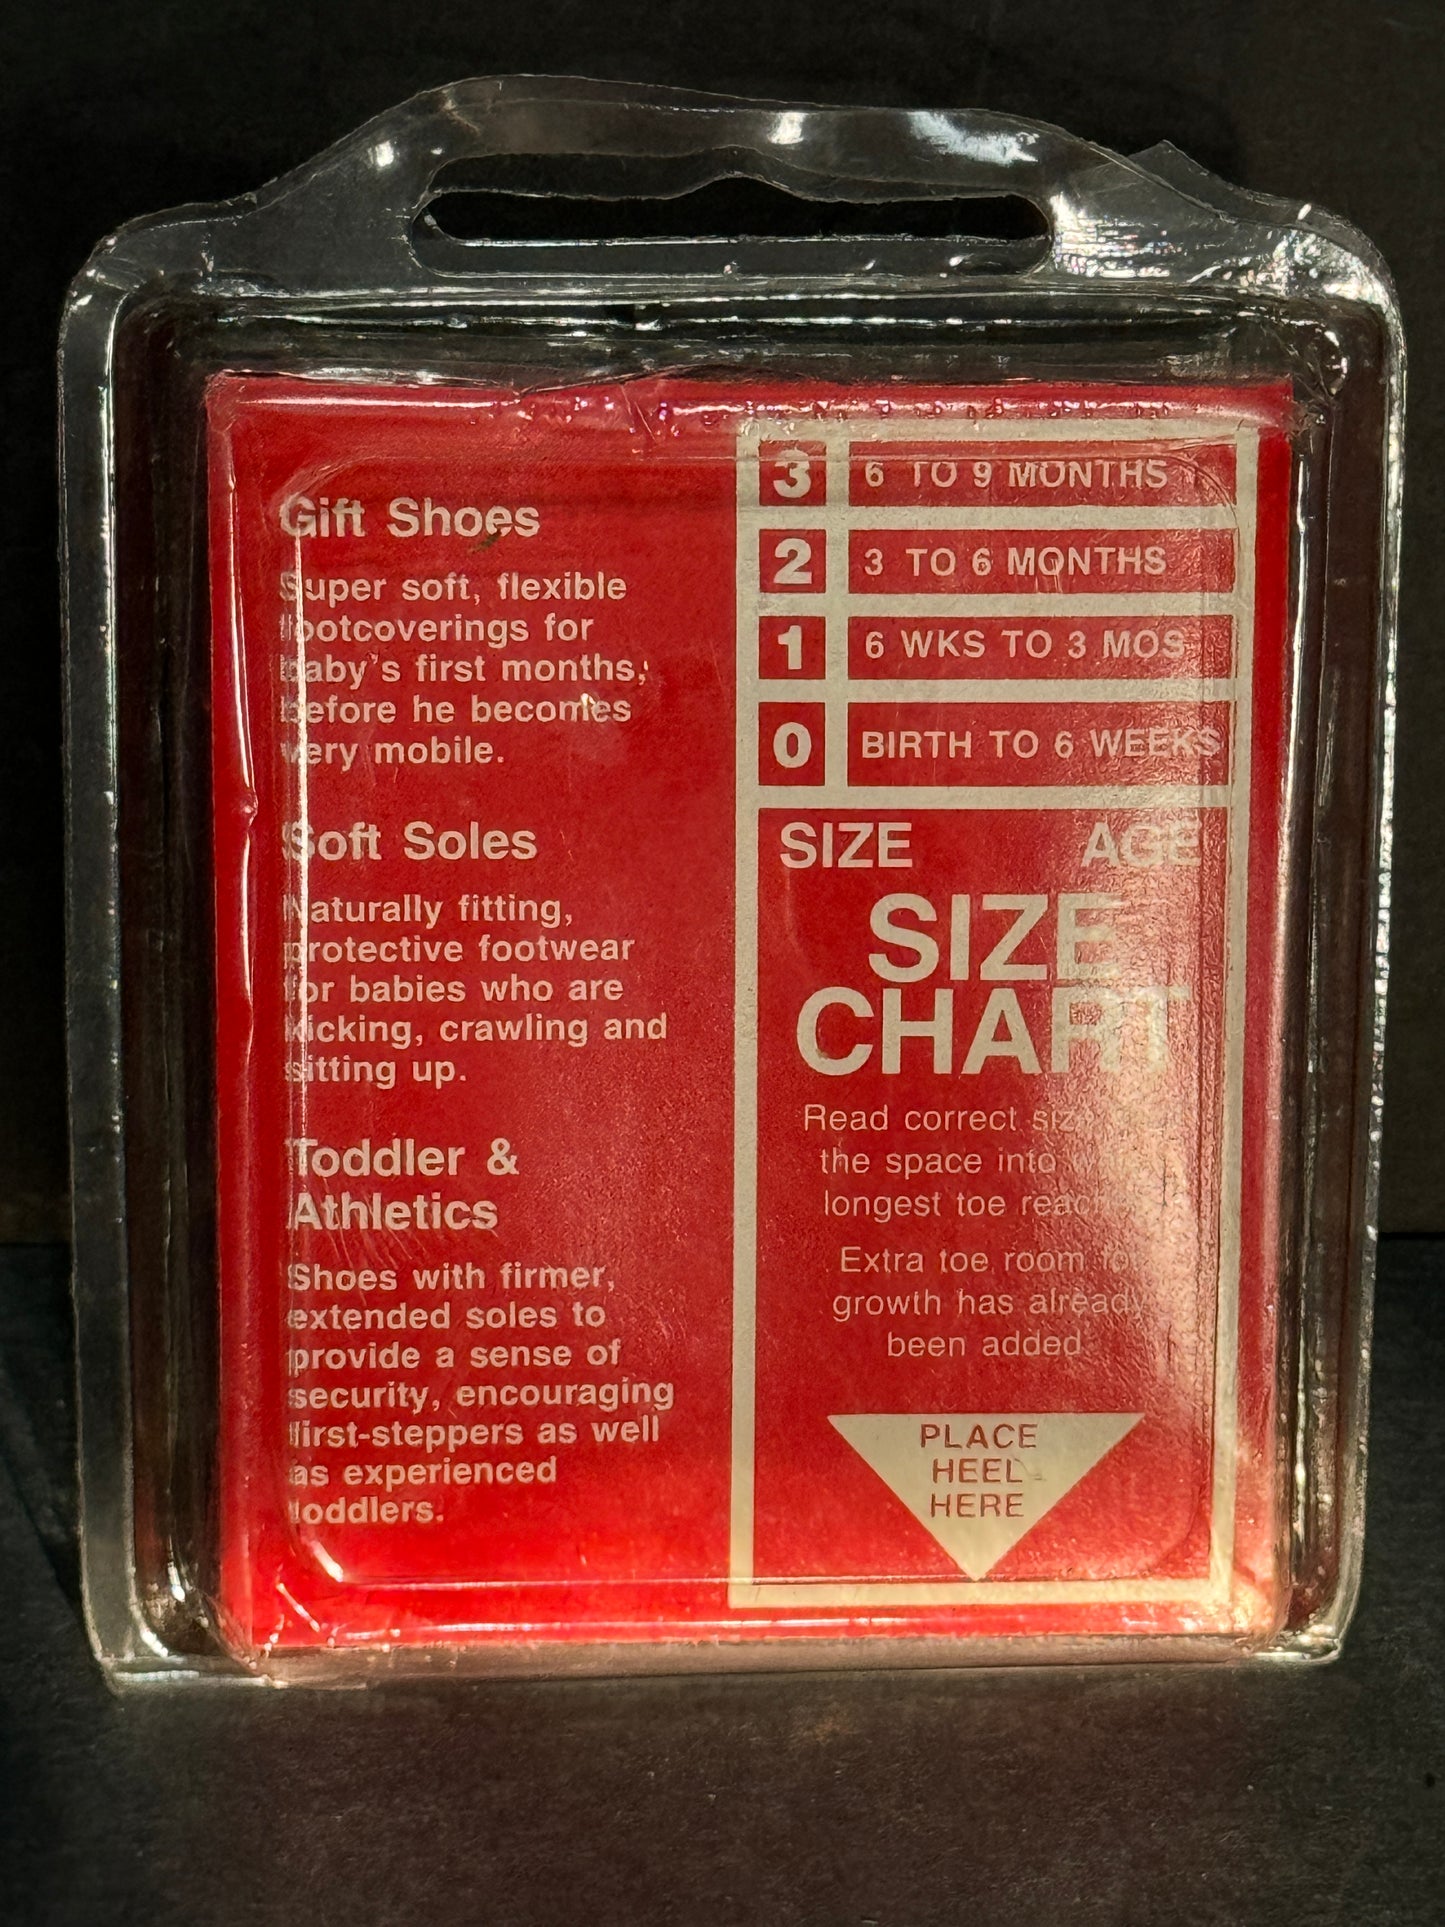 Gift Shoes
Super soft, flexible
footcoverings for
baby's first months,
before he becomes
very mobile.
Soft Soles
Naturally fitting,
protective footwear
for babies who are
kicking, crawling and
sitting up.
Toddler &
Athletics
Shoes with firmer,
extended soles to
provide a sense of
security, encouraging
first-steppers as well
as experienced
toddlers.
3 6 TO 9 MONTHS
2 3 TO 6 MONTHS
1 6 WKS TO 3 MOS
0 BIRTH TO 6 WEEKS
SIZE AGE
SIZE
CHART
Read correct size
the space into
longest toe
Extra toe room for
growth has already
been added
PLACE
HEEL
HERE